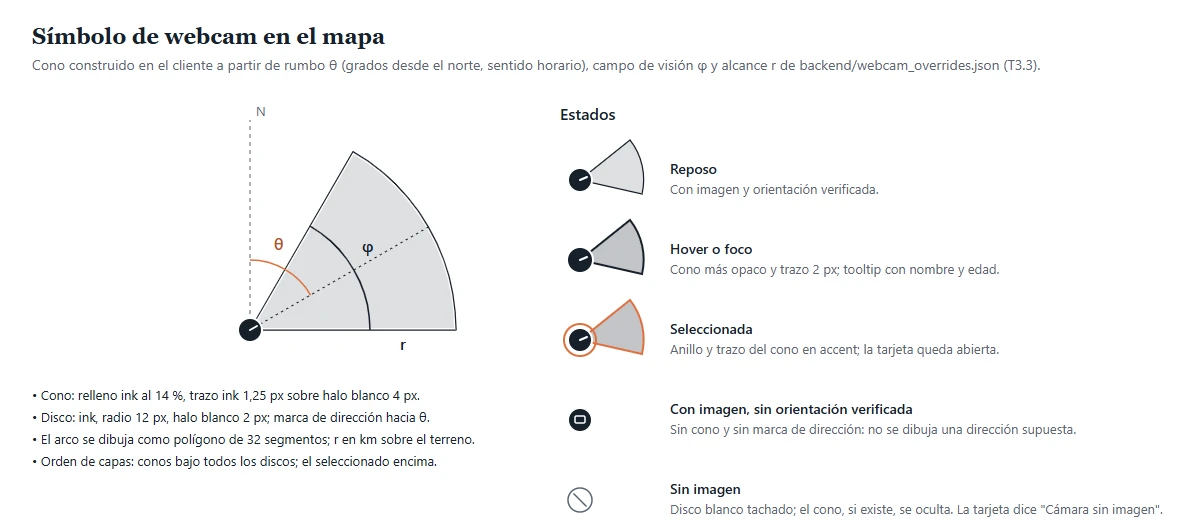 Símbolo de webcam en el mapa
Cono construido en el cliente a partir de rumbo θ (grados desde el norte, sentido horario), campo de visión φ y alcance r de backend/webcam_overrides.json (T3.3).
N
θ
φ
r
• Cono: relleno ink al 14 %, trazo ink 1,25 px sobre halo blanco 4 px.
• Disco: ink, radio 12 px, halo blanco 2 px; marca de dirección hacia θ.
• El arco se dibuja como polígono de 32 segmentos; r en km sobre el terreno.
• Orden de capas: conos bajo todos los discos; el seleccionado encima.
Estados
Reposo
Con imagen y orientación verificada.
Hover o foco
Cono más opaco y trazo 2 px; tooltip con nombre y edad.
Seleccionada
Anillo y trazo del cono en accent; la tarjeta queda abierta.
Con imagen, sin orientación verificada
Sin cono y sin marca de dirección: no se dibuja una dirección supuesta.
Sin imagen
Disco blanco tachado; el cono, si existe, se oculta. La tarjeta dice "Cámara sin imagen".